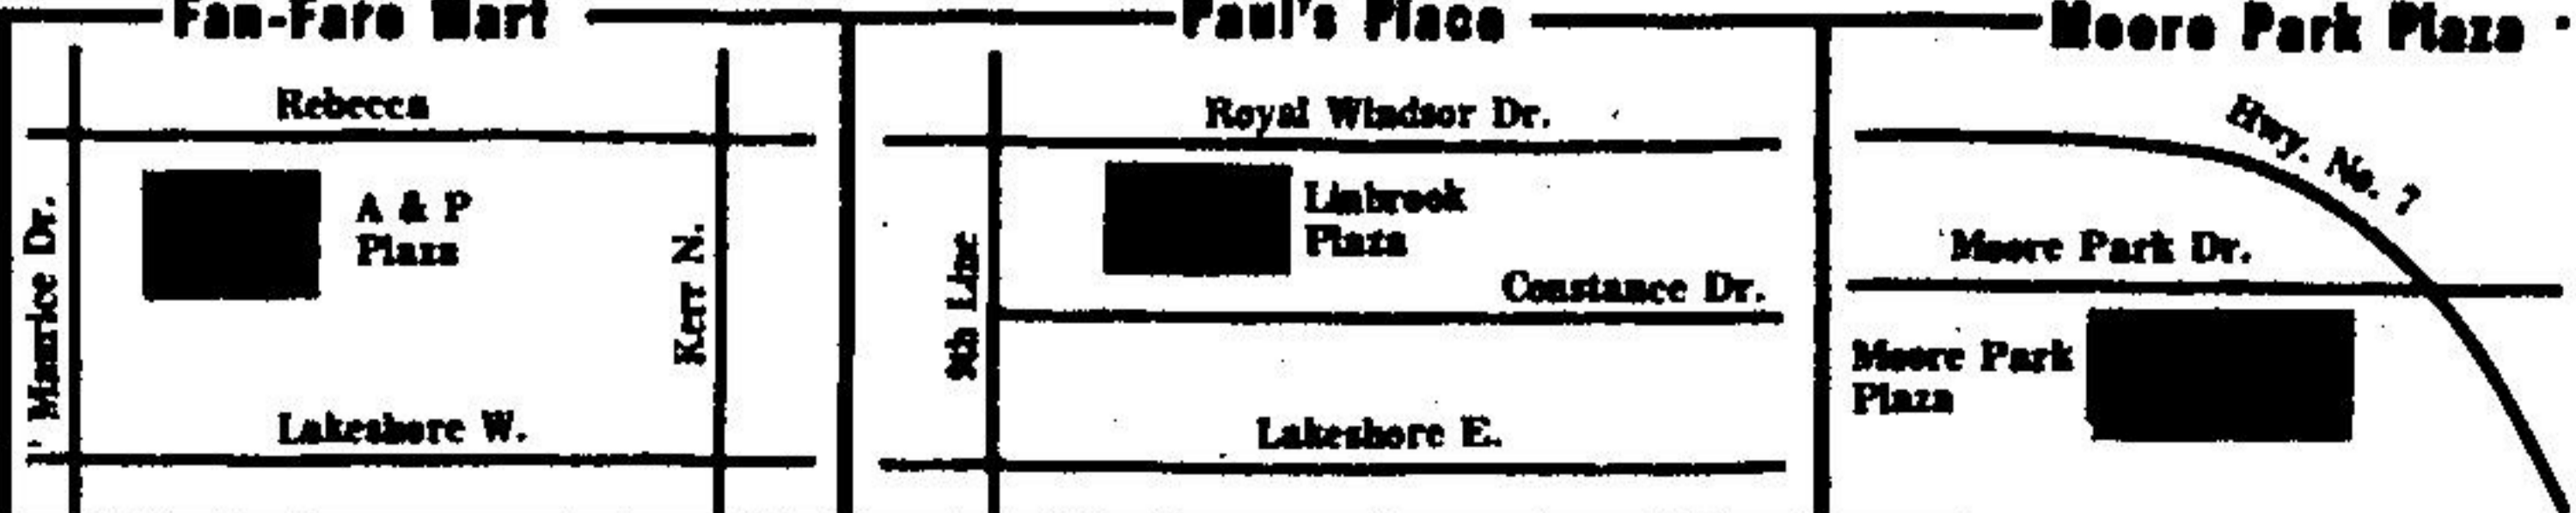 Fan-Fare Mart
Rebecca
A & P
Plaza
Maurice Dr.
Kerr N.
Lakeshore W.
Paul's Place
Royal Windsor Dr.
Linbrook
Plaza
9th Line
Constance Dr.
Lakeshore E.
Moore Park Plaza
Hwy. No. 7
Moore Park Dr.
Moore Park
Plaza